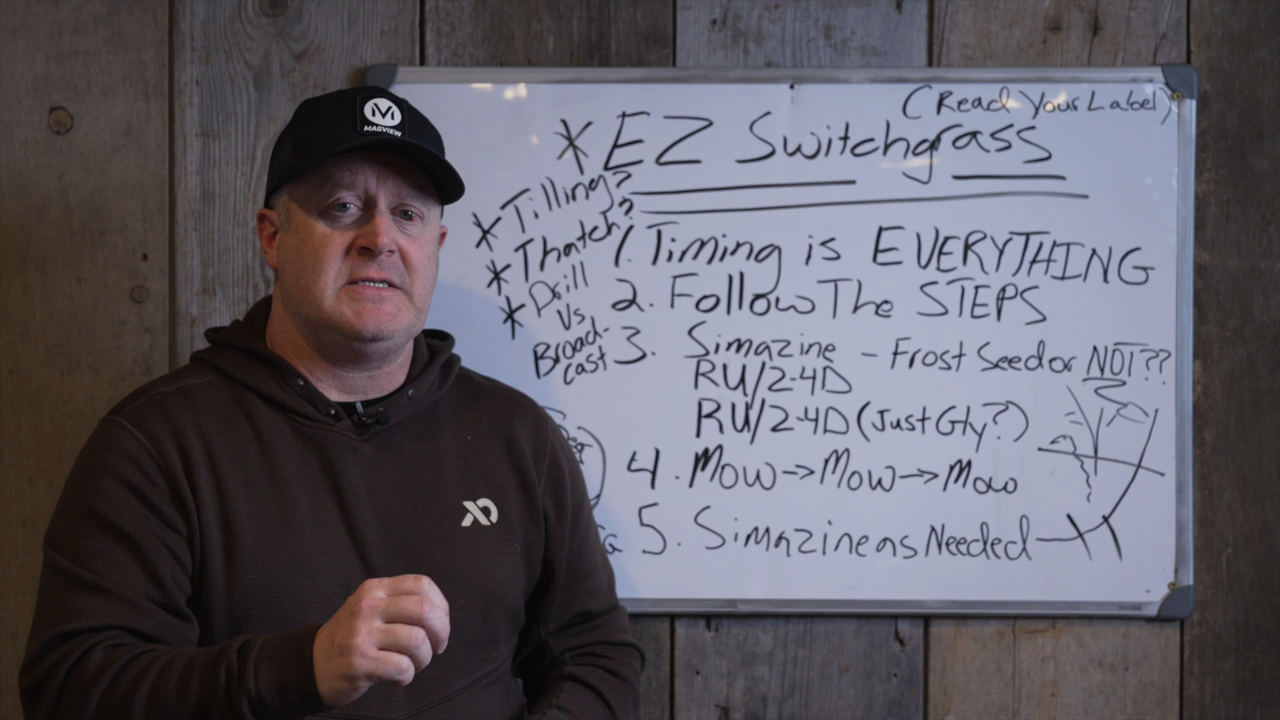 M
MAGVIEW
(Read Your Label)
* EZ Switchgrass
* Tilling?
* Thatch?
* Drill
Vs
Broad-
cast
1. Timing is EVERYTHING
2. Follow The STEPS
3. Simazine - Frost Seed or NOT??
RU/2-4D
RU/2-4D (Just Gly?)
4. Mow→Mow→Mow
5. Simazine as Needed